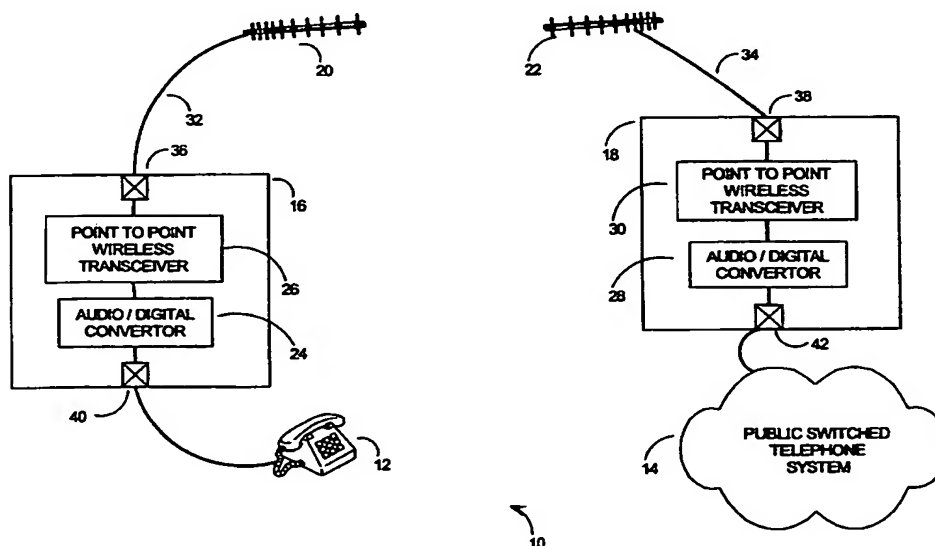 20
22
34
32
38
36
18
16
POINT TO POINT
WIRELESS
TRANSCEIVER
30
POINT TO POINT
WIRELESS
TRANSCEIVER
26
AUDIO / DIGITAL
CONVERTOR
28
AUDIO / DIGITAL
CONVERTOR
24
42
40
12
PUBLIC SWITCHED
TELEPHONE
SYSTEM
14
10